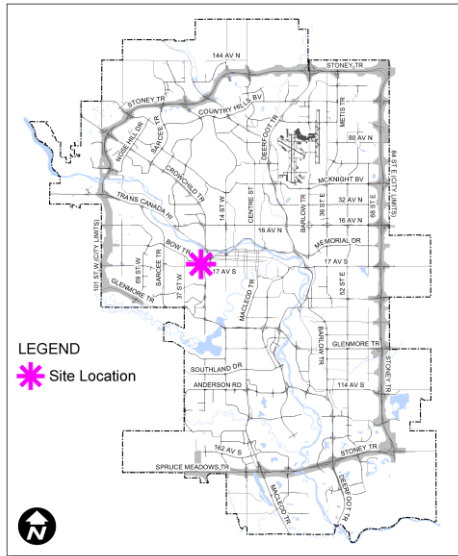 144 AV N
STONEY TR
STONEY TR
COUNTRY HILLS BV
METIS TR
NOSE HILL DR
SARCEE TR
DEERFOOT TR
80 AV N
84 ST E (CITY LIMITS)
CROWCHILD TR
MCKNIGHT BV
14 ST W
CENTRE ST
BARLOW TR
36 ST E
32 AV N
68 ST E
TRANS CANADA HI
16 AV N
16 AV N
MEMORIAL DR
BOW TR
101 ST W (CITY LIMITS)
69 ST W
SARCEE TR
37 ST W
17 AV S
17 AV S
52 ST E
MACLEOD TR
GLENMORE TR
BARLOW TR
GLENMORE TR
LEGEND
Site Location
SOUTHLAND DR
ANDERSON RD
114 AV S
STONEY TR
162 AV S
STONEY TR
SPRUCE MEADOWS TR
MACLEOD TR
DEERFOOT TR
N